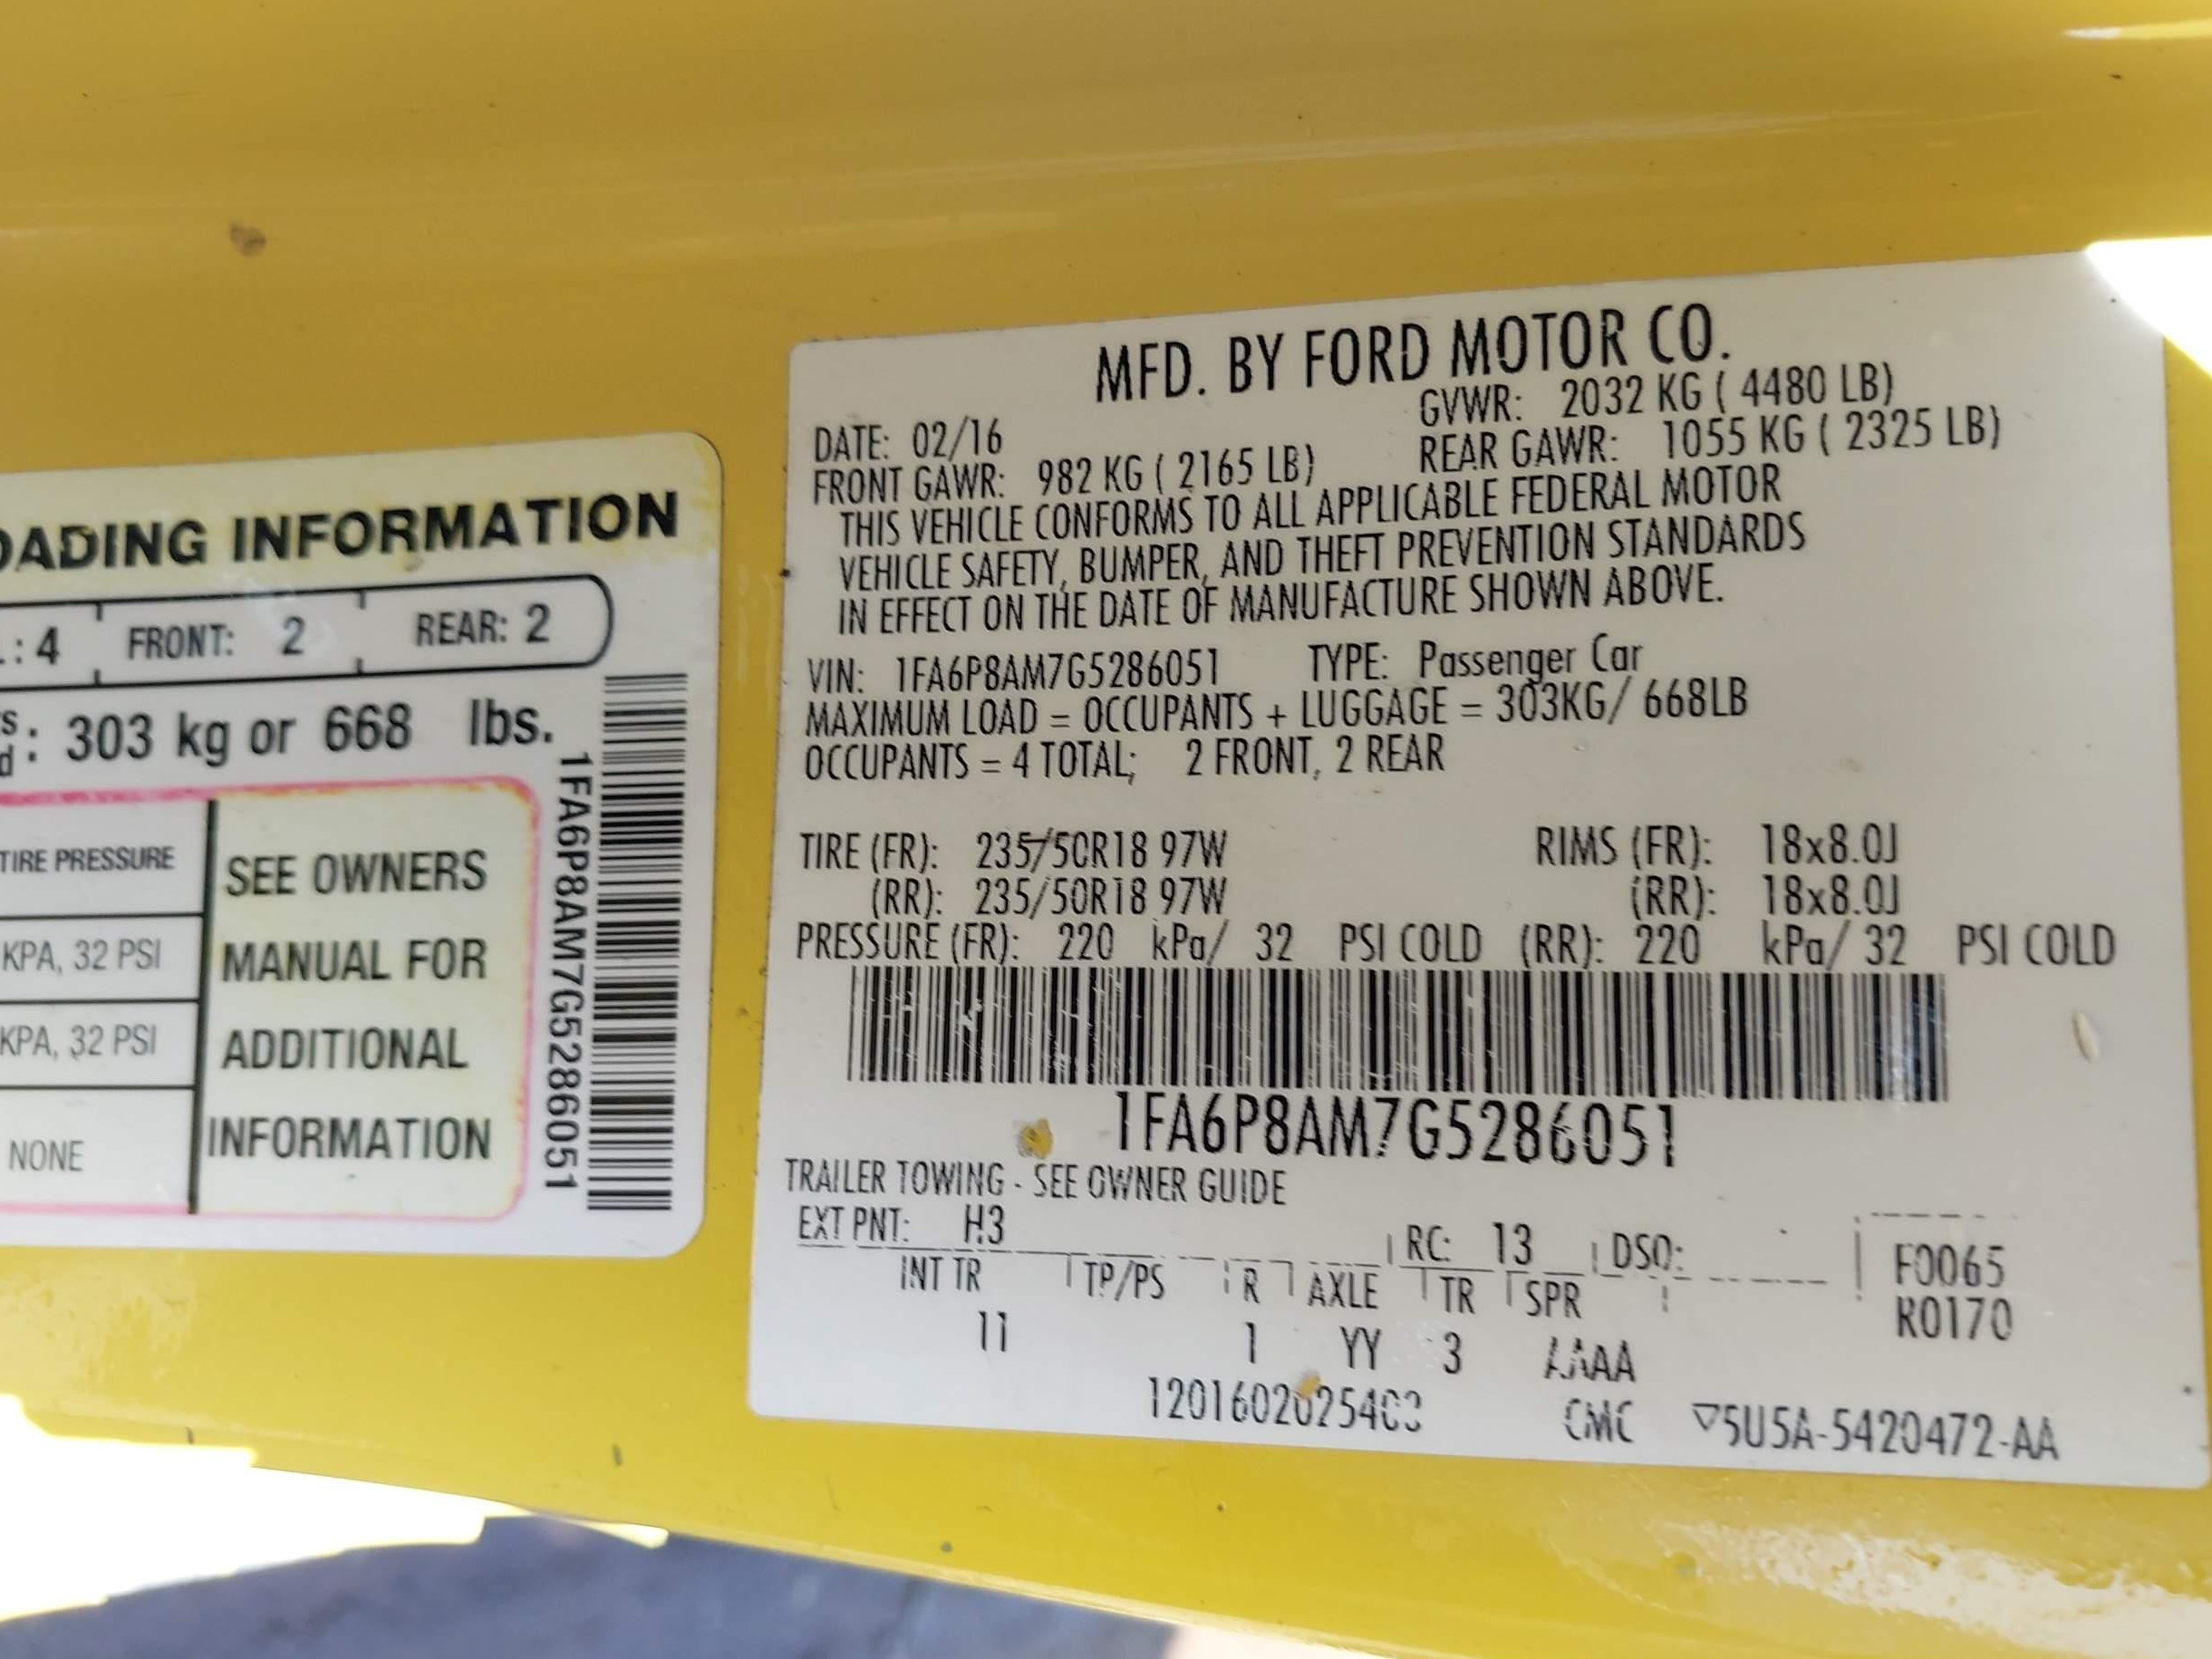 OADING INFORMATION
: 4 FRONT: 2 REAR: 2
: 303 kg or 668 lbs.
TIRE PRESSURE
KPA, 32 PSI
KPA, 32 PSI
NONE
SEE OWNERS
MANUAL FOR
ADDITIONAL
INFORMATION
1FA6P8AM7G5286051
MFD. BY FORD MOTOR CO.
DATE: 02/16 GVWR: 2032 KG ( 4480 LB)
FRONT GAWR: 982 KG ( 2165 LB) REAR GAWR: 1055 KG ( 2325 LB)
THIS VEHICLE CONFORMS TO ALL APPLICABLE FEDERAL MOTOR
VEHICLE SAFETY, BUMPER, AND THEFT PREVENTION STANDARDS
IN EFFECT ON THE DATE OF MANUFACTURE SHOWN ABOVE.
VIN: 1FA6P8AM7G5286051 TYPE: Passenger Car
MAXIMUM LOAD = OCCUPANTS + LUGGAGE = 303KG/ 668LB
OCCUPANTS = 4 TOTAL; 2 FRONT, 2 REAR
TIRE (FR): 235/50R18 97W RIMS (FR): 18x8.0J
(RR): 235/50R18 97W (RR): 18x8.0J
PRESSURE (FR): 220 kPa/ 32 PSI COLD (RR): 220 kPa/ 32 PSI COLD
1FA6P8AM7G5286051
TRAILER TOWING - SEE OWNER GUIDE
EXT PNT: H3 RC: 13 DSO: F0065
INT TR TP/PS R AXLE TR SPR R0170
11 1 YY 3 AAAA
CMC ▽5U5A-5420472-AA